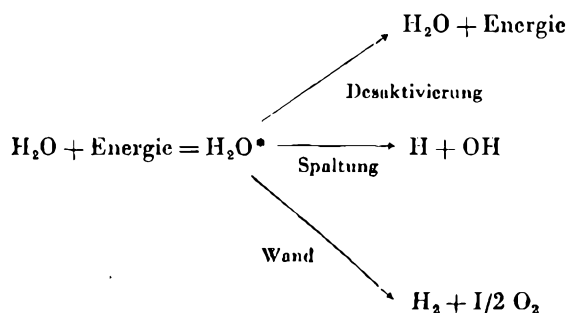 H₂O + Energie
Desaktivierung
H₂O + Energie = H₂O* → H + OH
Spaltung
Wand
H₂ + 1/2 O₂